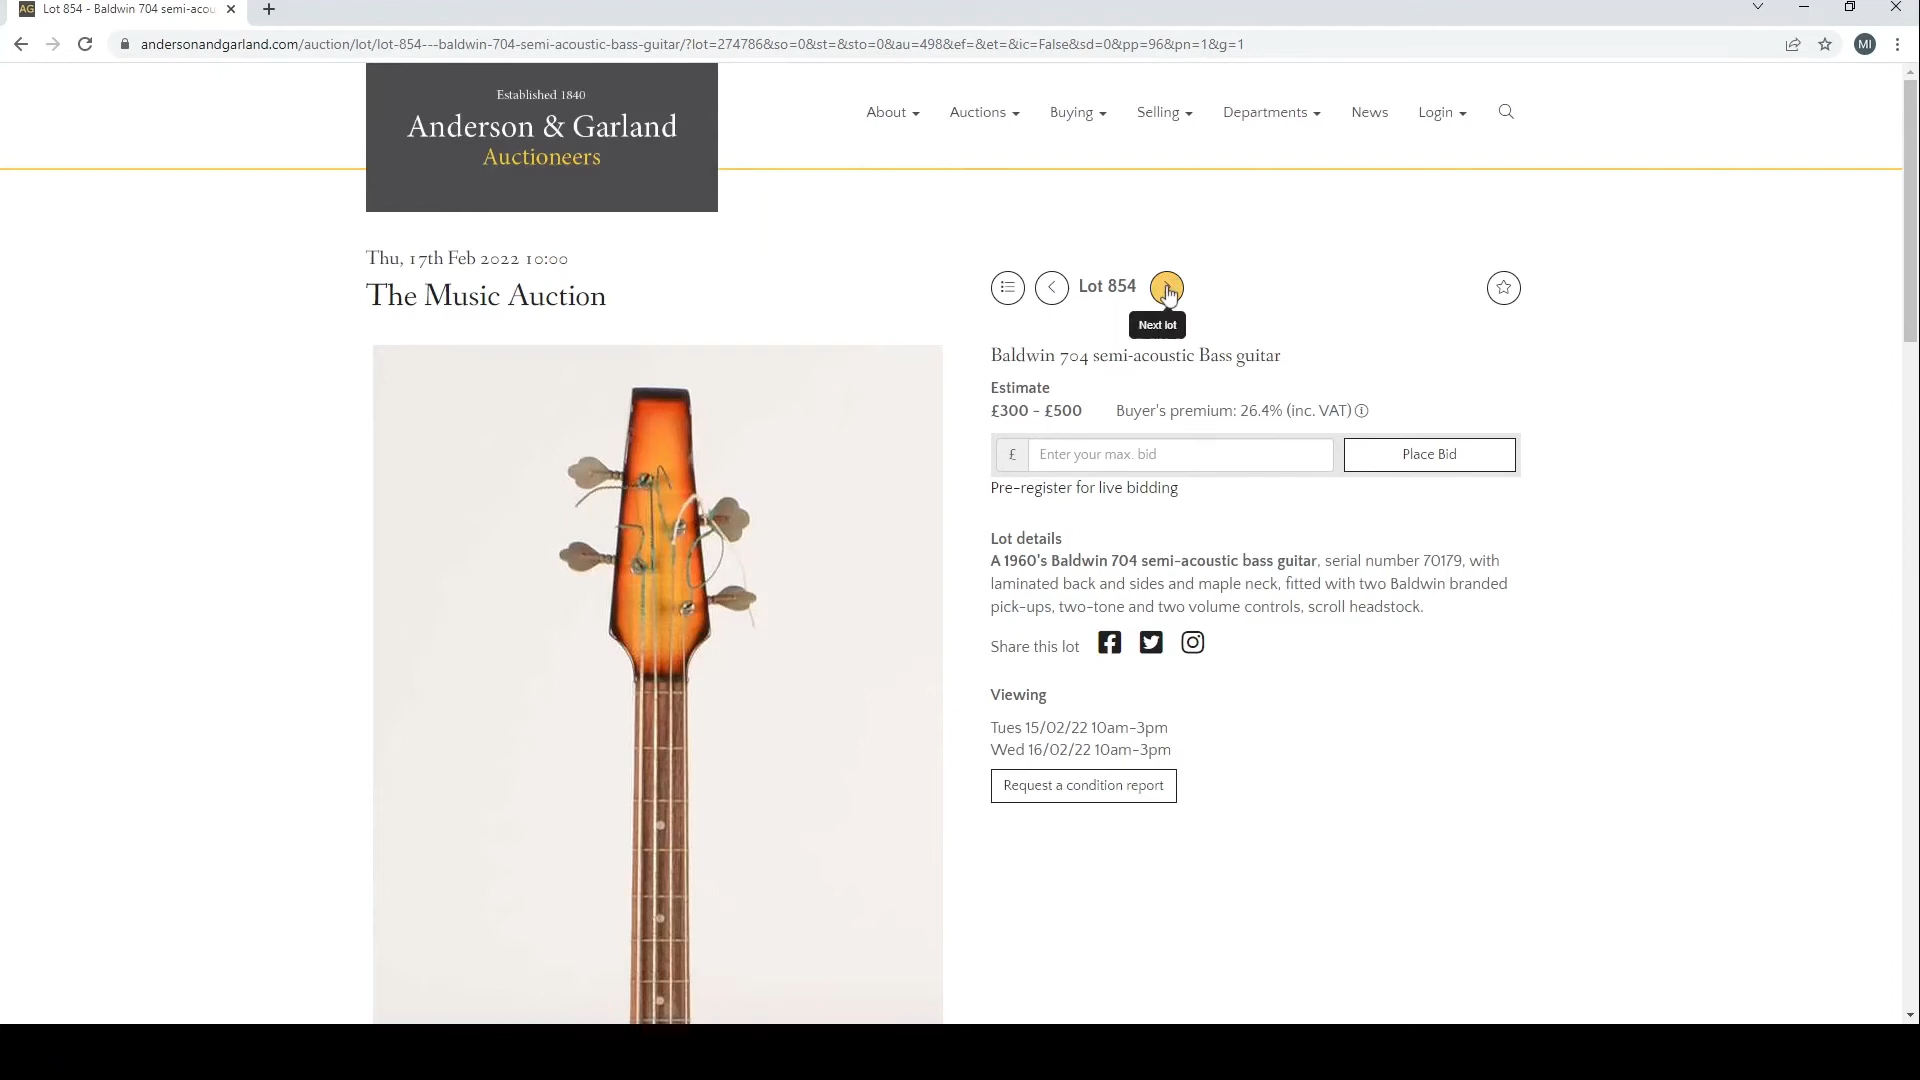 AG Lot 854 - Baldwin 704 semi-acou
andersonandgarland.com/auction/lot/lot-854---baldwin-704-semi-acoustic-bass-guitar/?lot=274786&so=0&st=&sto=0&au=498&ef=&et=&ic=False&sd=0&pp=96&pn=1&g=1
MI
Established 1840
Anderson & Garland
Auctioneers
About
Auctions
Buying
Selling
Departments
News
Login
Thu, 17th Feb 2022 10:00
The Music Auction
Lot 854
Next lot
Baldwin 704 semi-acoustic Bass guitar
Estimate
£300 - £500 Buyer's premium: 26.4% (inc. VAT)
£ Enter your max. bid Place Bid
Pre-register for live bidding
Lot details
A 1960's Baldwin 704 semi-acoustic bass guitar, serial number 70179, with
laminated back and sides and maple neck, fitted with two Baldwin branded
pick-ups, two-tone and two volume controls, scroll headstock.
Share this lot
Viewing
Tues 15/02/22 10am-3pm
Wed 16/02/22 10am-3pm
Request a condition report